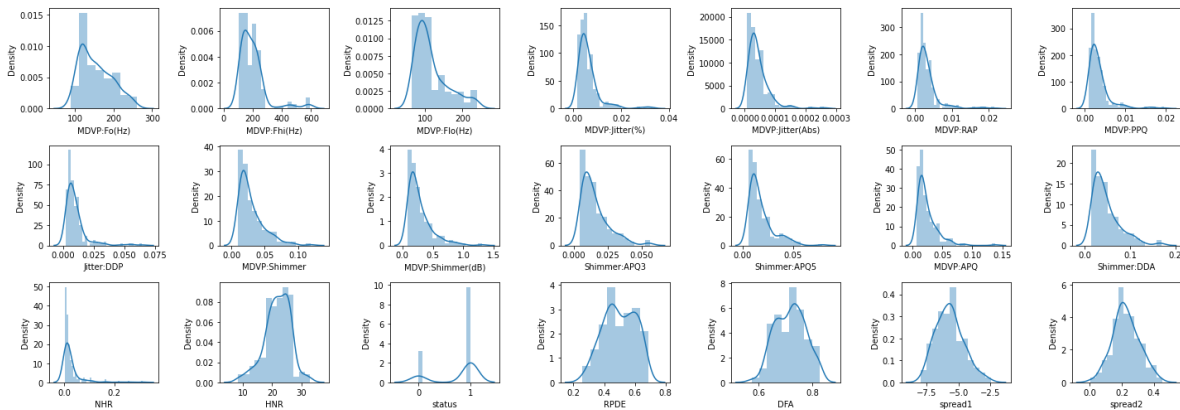 Density
0.015
0.010
0.005
0.000
100 200 300
MDVP:Fo(Hz)
Density
0.006
0.004
0.002
0.000
0 200 400 600
MDVP:Fhi(Hz)
Density
0.0125
0.0100
0.0075
0.0050
0.0025
0.0000
100 200
MDVP:Flo(Hz)
Density
150
100
50
0
0.00 0.02 0.04
MDVP:Jitter(%)
Density
20000
15000
10000
5000
0
0.0000 0.0001 0.0002 0.0003
MDVP:Jitter(Abs)
Density
300
200
100
0
0.00 0.01 0.02
MDVP:RAP
Density
300
200
100
0
0.00 0.01 0.02
MDVP:PPQ
Density
100
75
50
25
0
0.000 0.025 0.050 0.075
Jitter:DDP
Density
40
30
20
10
0
0.00 0.05 0.10
MDVP:Shimmer
Density
4
3
2
1
0
0.0 0.5 1.0 1.5
MDVP:Shimmer(dB)
Density
60
40
20
0
0.000 0.025 0.050
Shimmer:APQ3
Density
60
40
20
0
0.00 0.05
Shimmer:APQ5
Density
50
40
30
20
10
0
0.00 0.05 0.10 0.15
MDVP:APQ
Density
20
15
10
5
0
0.0 0.1 0.2
Shimmer:DDA
Density
50
40
30
20
10
0
0.0 0.2
NHR
Density
0.08
0.06
0.04
0.02
0.00
10 20 30
HNR
Density
10
8
6
4
2
0
0 1
status
Density
4
3
2
1
0
0.2 0.4 0.6 0.8
RPDE
Density
8
6
4
2
0
0.6 0.8
DFA
Density
0.4
0.3
0.2
0.1
0.0
−7.5 −5.0 −2.5
spread1
Density
6
4
2
0
0.0 0.2 0.4
spread2